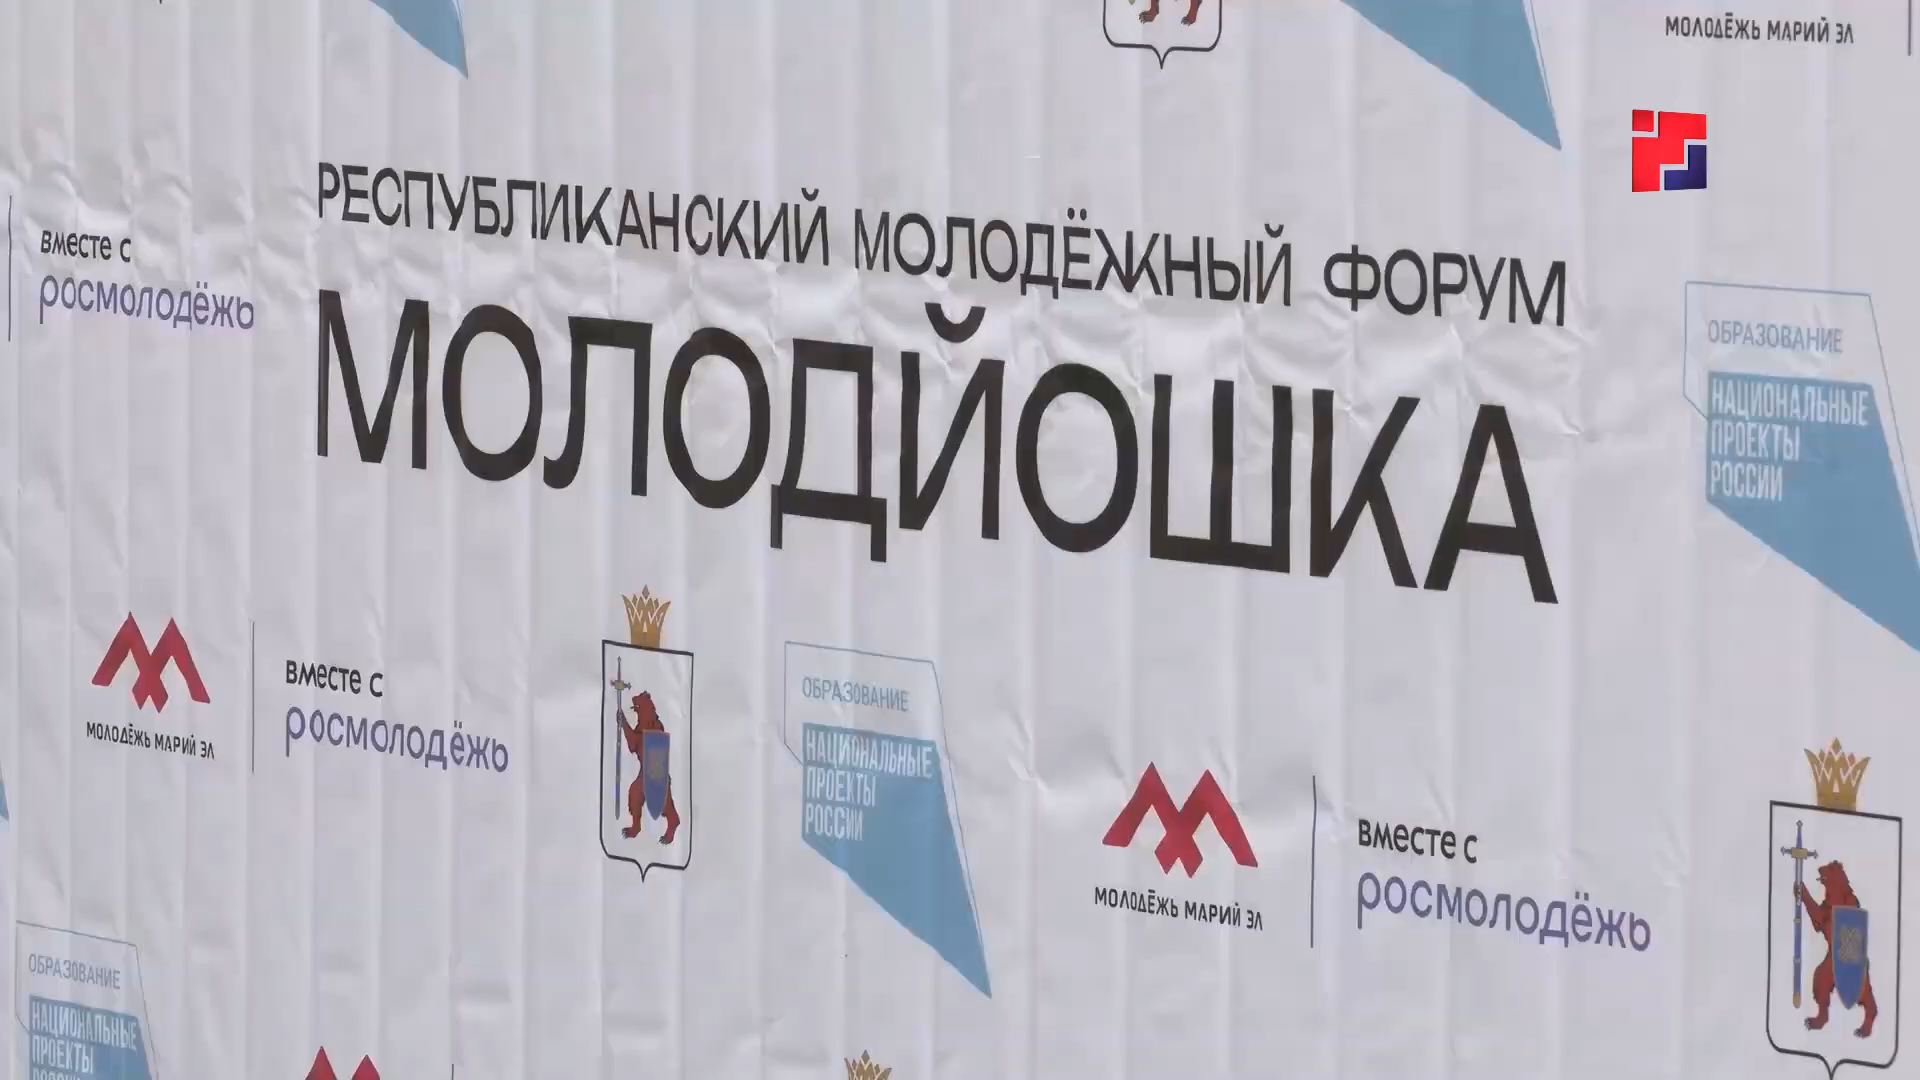 МОЛОДЁЖЬ МАРИЙ ЭЛ
РЕСПУБЛИКАНСКИЙ МОЛОДЁЖНЫЙ ФОРУМ
МОЛОДЙОШКА
вместе с
росмолодёжь
ОБРАЗОВАНИЕ
НАЦИОНАЛЬНЫЕ
ПРОЕКТЫ
РОССИИ
МОЛОДЁЖЬ МАРИЙ ЭЛ
вместе с
росмолодёжь
ОБРАЗОВАНИЕ
НАЦИОНАЛЬНЫЕ
ПРОЕКТЫ
РОССИИ
МОЛОДЁЖЬ МАРИЙ ЭЛ
вместе с
росмолодёжь
ОБРАЗОВАНИЕ
НАЦИОНАЛЬНЫЕ
ПРОЕКТЫ